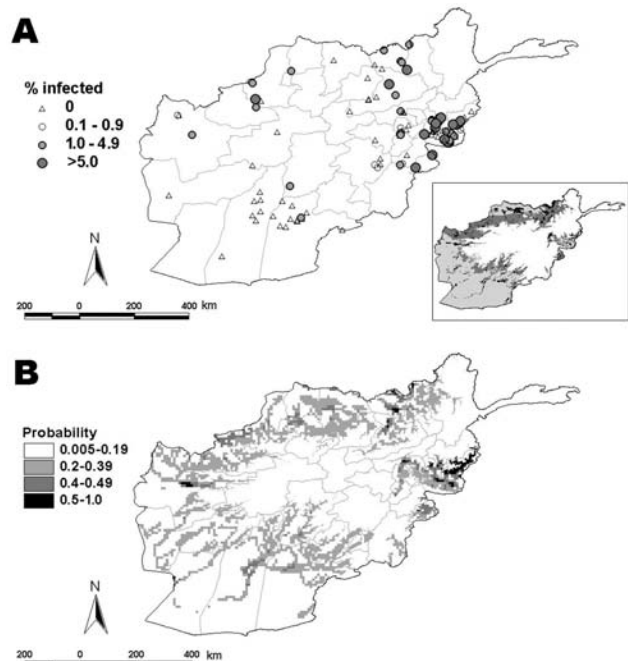 A
% infected
0
0.1 - 0.9
1.0 - 4.9
>5.0
N
200 0 200 400 km
B
Probability
0.005-0.19
0.2-0.39
0.4-0.49
0.5-1.0
N
200 0 200 400
km